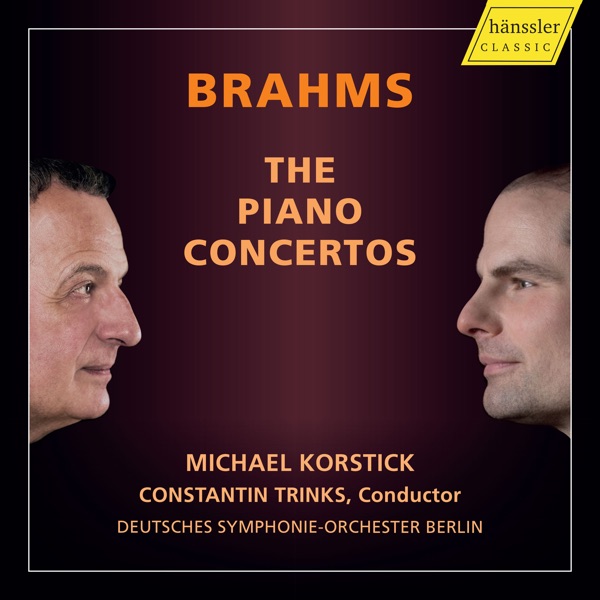 hänssler
CLASSIC
BRAHMS
THE
PIANO
CONCERTOS
MICHAEL KORSTICK
CONSTANTIN TRINKS, Conductor
DEUTSCHES SYMPHONIE-ORCHESTER BERLIN